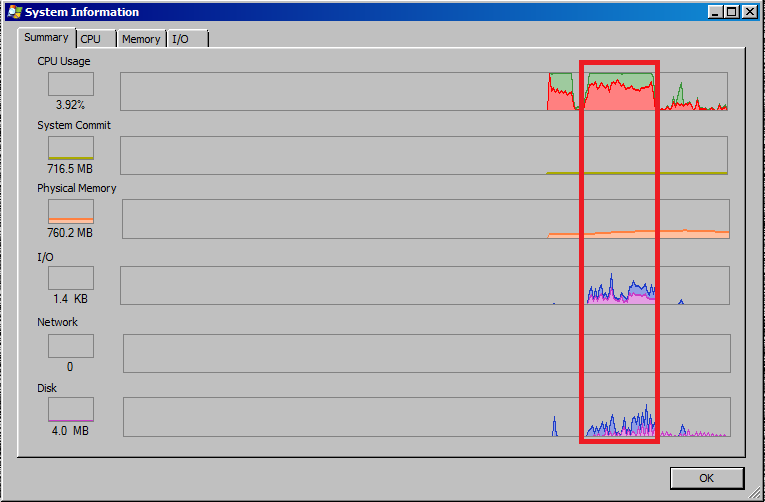 System Information
Summary CPU Memory I/O
CPU Usage
3.92%
System Commit
716.5 MB
Physical Memory
760.2 MB
I/O
1.4 KB
Network
0
Disk
4.0 MB
OK